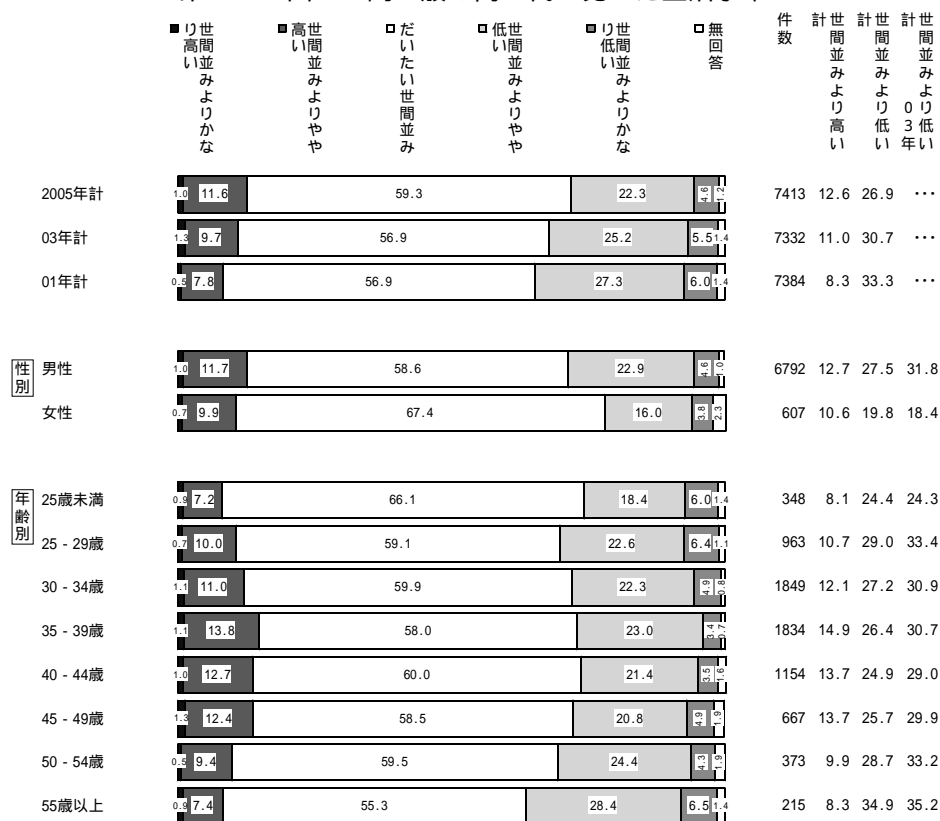 世間並みよりかなり高い
世間並みよりやや高い
だいたい世間並み
世間並みよりやや低い
世間並みよりかなり低い
無回答
件数
世間並みより高い計
世間並みより低い計
世間並みより低い計 03年
2005年計 1.0 11.6 59.3 22.3 4.6 1.2 7413 12.6 26.9 ・・・
03年計 1.3 9.7 56.9 25.2 5.5 1.4 7332 11.0 30.7 ・・・
01年計 0.5 7.8 56.9 27.3 6.0 1.4 7384 8.3 33.3 ・・・
性別
男性 1.0 11.7 58.6 22.9 4.6 1.0 6792 12.7 27.5 31.8
女性 0.7 9.9 67.4 16.0 3.8 2.3 607 10.6 19.8 18.4
年齢別
25歳未満 0.9 7.2 66.1 18.4 6.0 1.4 348 8.1 24.4 24.3
25 - 29歳 0.7 10.0 59.1 22.6 6.4 1.1 963 10.7 29.0 33.4
30 - 34歳 1.1 11.0 59.9 22.3 4.9 0.8 1849 12.1 27.2 30.9
35 - 39歳 1.1 13.8 58.0 23.0 3.4 0.7 1834 14.9 26.4 30.7
40 - 44歳 1.0 12.7 60.0 21.4 3.5 1.6 1154 13.7 24.9 29.0
45 - 49歳 1.3 12.4 58.5 20.8 4.9 1.9 667 13.7 25.7 29.9
50 - 54歳 0.5 9.4 59.5 24.4 4.3 1.9 373 9.9 28.7 33.2
55歳以上 0.9 7.4 55.3 28.4 6.5 1.4 215 8.3 34.9 35.2